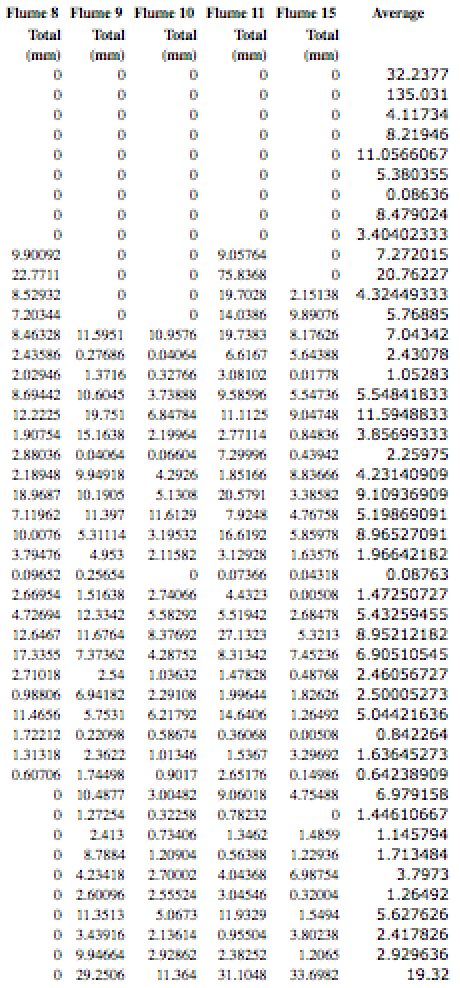 Flume 8 Flume 9 Flume 10 Flume 11 Flume 15 Average
Total Total Total Total Total
(mm) (mm) (mm) (mm) (mm)
0 0 0 0 0 32.2377
0 0 0 0 0 135.031
0 0 0 0 0 4.11734
0 0 0 0 0 8.21946
0 0 0 0 0 11.0566067
0 0 0 0 0 5.380355
0 0 0 0 0 0.08636
0 0 0 0 0 8.479024
0 0 0 0 0 3.40402333
9.90092 0 0 9.05764 0 7.272015
22.7711 0 0 75.8368 0 20.76227
8.52932 0 0 19.7028 2.15138 4.32449333
7.20344 0 0 14.0386 9.89076 5.76885
8.46328 11.5951 10.9576 19.7383 8.17626 7.04342
2.43586 0.27686 0.04064 6.6167 5.64388 2.43078
2.02946 1.3716 0.32766 3.08102 0.01778 1.05283
8.69442 10.6045 3.73888 9.58596 5.54736 5.54841833
12.2225 19.751 6.84784 11.1125 9.04748 11.5948833
1.90754 15.1638 2.19964 2.77114 0.84836 3.85699333
2.88036 0.04064 0.06604 7.29996 0.43942 2.25975
2.18948 9.94918 4.2926 1.85166 8.83666 4.23140909
18.9687 10.1905 5.1308 20.5791 3.38582 9.10936909
7.11962 11.397 11.6129 7.9248 4.76758 5.19869091
10.0076 5.31114 3.19532 16.6192 5.85978 8.96527091
3.79476 4.953 2.11582 3.12928 1.63576 1.96642182
0.09652 0.25654 0 0.07366 0.04318 0.08763
2.66954 1.51638 2.74066 4.4323 0.00508 1.47250727
4.72694 12.3342 5.58292 5.51942 2.68478 5.43259455
12.6467 11.6764 8.37692 27.1323 5.3213 8.95212182
17.3355 7.37362 4.28752 8.31342 7.45236 6.90510545
2.71018 2.54 1.03632 1.47828 0.48768 2.46056727
0.98806 6.94182 2.29108 1.99644 1.82626 2.50005273
11.4656 5.7531 6.21792 14.6406 1.26492 5.04421636
1.72212 0.22098 0.58674 0.36068 0.00508 0.842264
1.31318 2.3622 1.01346 1.5367 3.29692 1.63645273
0.60706 1.74498 0.9017 2.65176 0.14986 0.64238909
0 10.4877 3.00482 9.06018 4.75488 6.979158
0 1.27254 0.32258 0.78232 0 1.44610667
0 2.413 0.73406 1.3462 1.4859 1.145794
0 8.7884 1.20904 0.56388 1.22936 1.713484
0 4.23418 2.70002 4.04368 6.98754 3.7973
0 2.60096 2.55524 3.04546 0.32004 1.26492
0 11.3513 5.0673 11.9329 1.5494 5.627626
0 3.43916 2.13614 0.95504 3.80238 2.417826
0 9.94664 2.92862 2.38252 1.2065 2.929636
0 29.2506 11.364 31.1048 33.6982 19.32